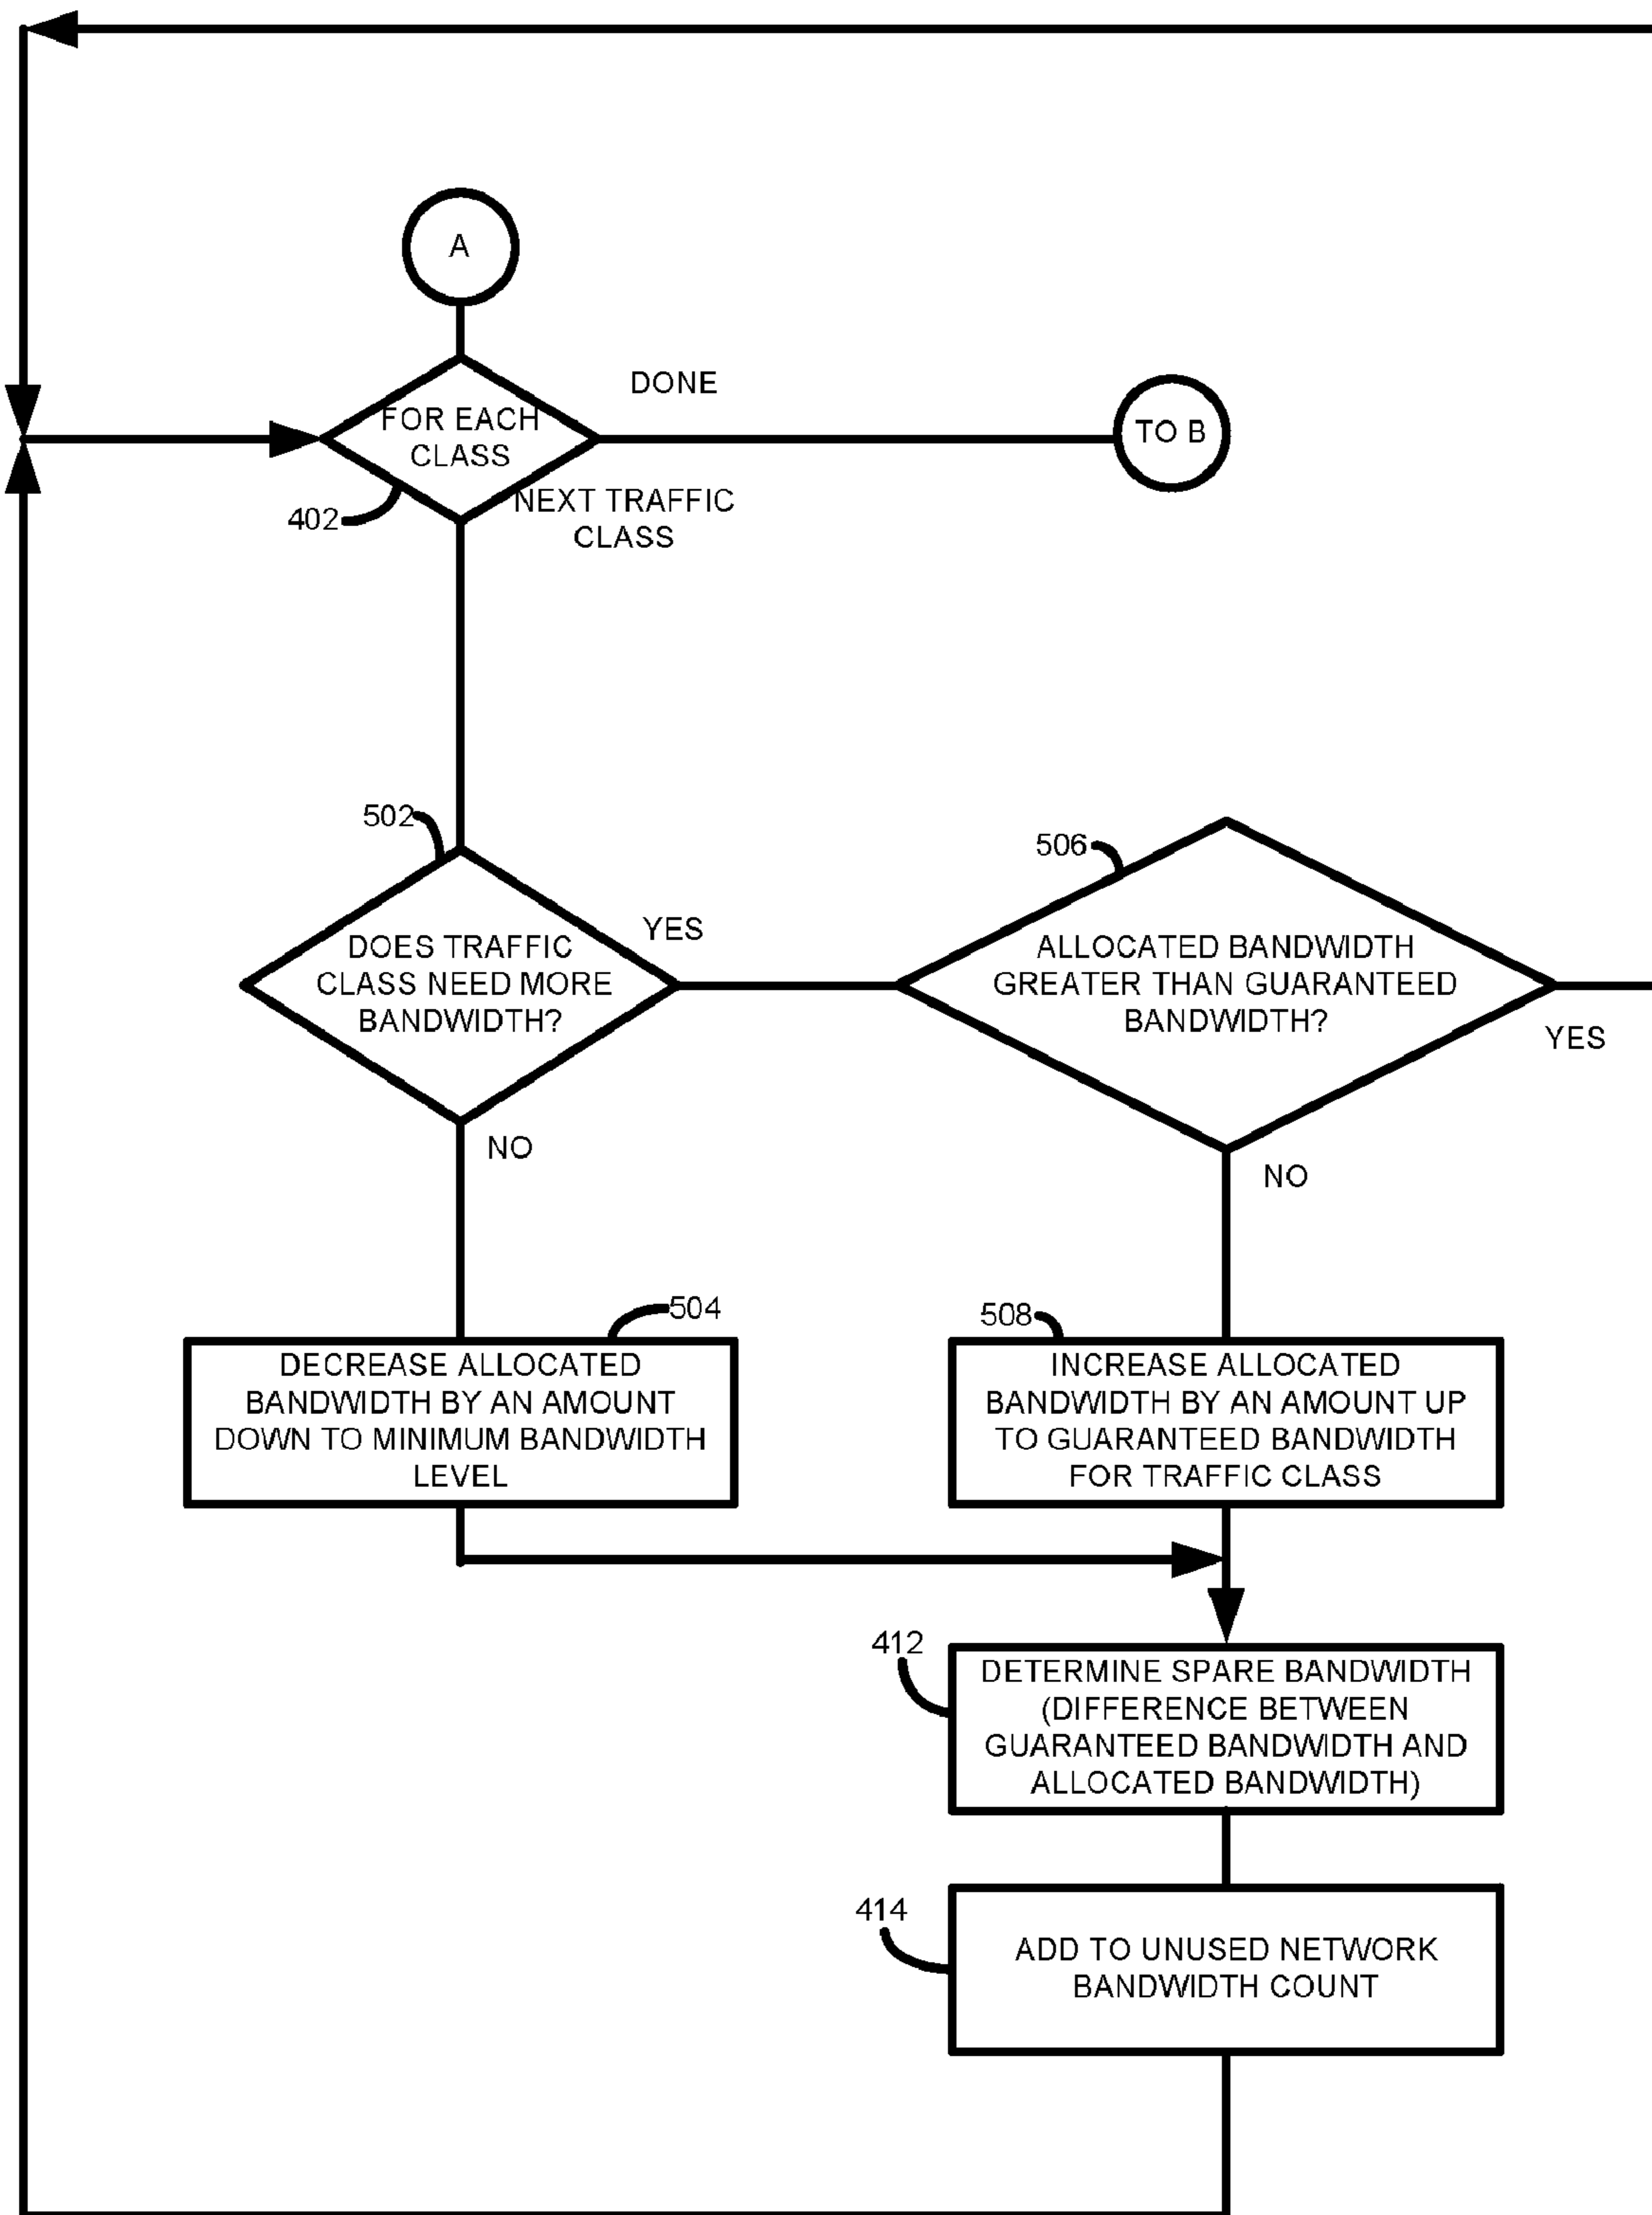 A
DONE
FOR EACH
CLASS
TO B
402
NEXT TRAFFIC
CLASS
502
506
YES
DOES TRAFFIC
CLASS NEED MORE
BANDWIDTH?
ALLOCATED BANDWIDTH
GREATER THAN GUARANTEED
BANDWIDTH?
YES
NO
NO
504
508
DECREASE ALLOCATED
BANDWIDTH BY AN AMOUNT
DOWN TO MINIMUM BANDWIDTH
LEVEL
INCREASE ALLOCATED
BANDWIDTH BY AN AMOUNT UP
TO GUARANTEED BANDWIDTH
FOR TRAFFIC CLASS
412
DETERMINE SPARE BANDWIDTH
(DIFFERENCE BETWEEN
GUARANTEED BANDWIDTH AND
ALLOCATED BANDWIDTH)
414
ADD TO UNUSED NETWORK
BANDWIDTH COUNT